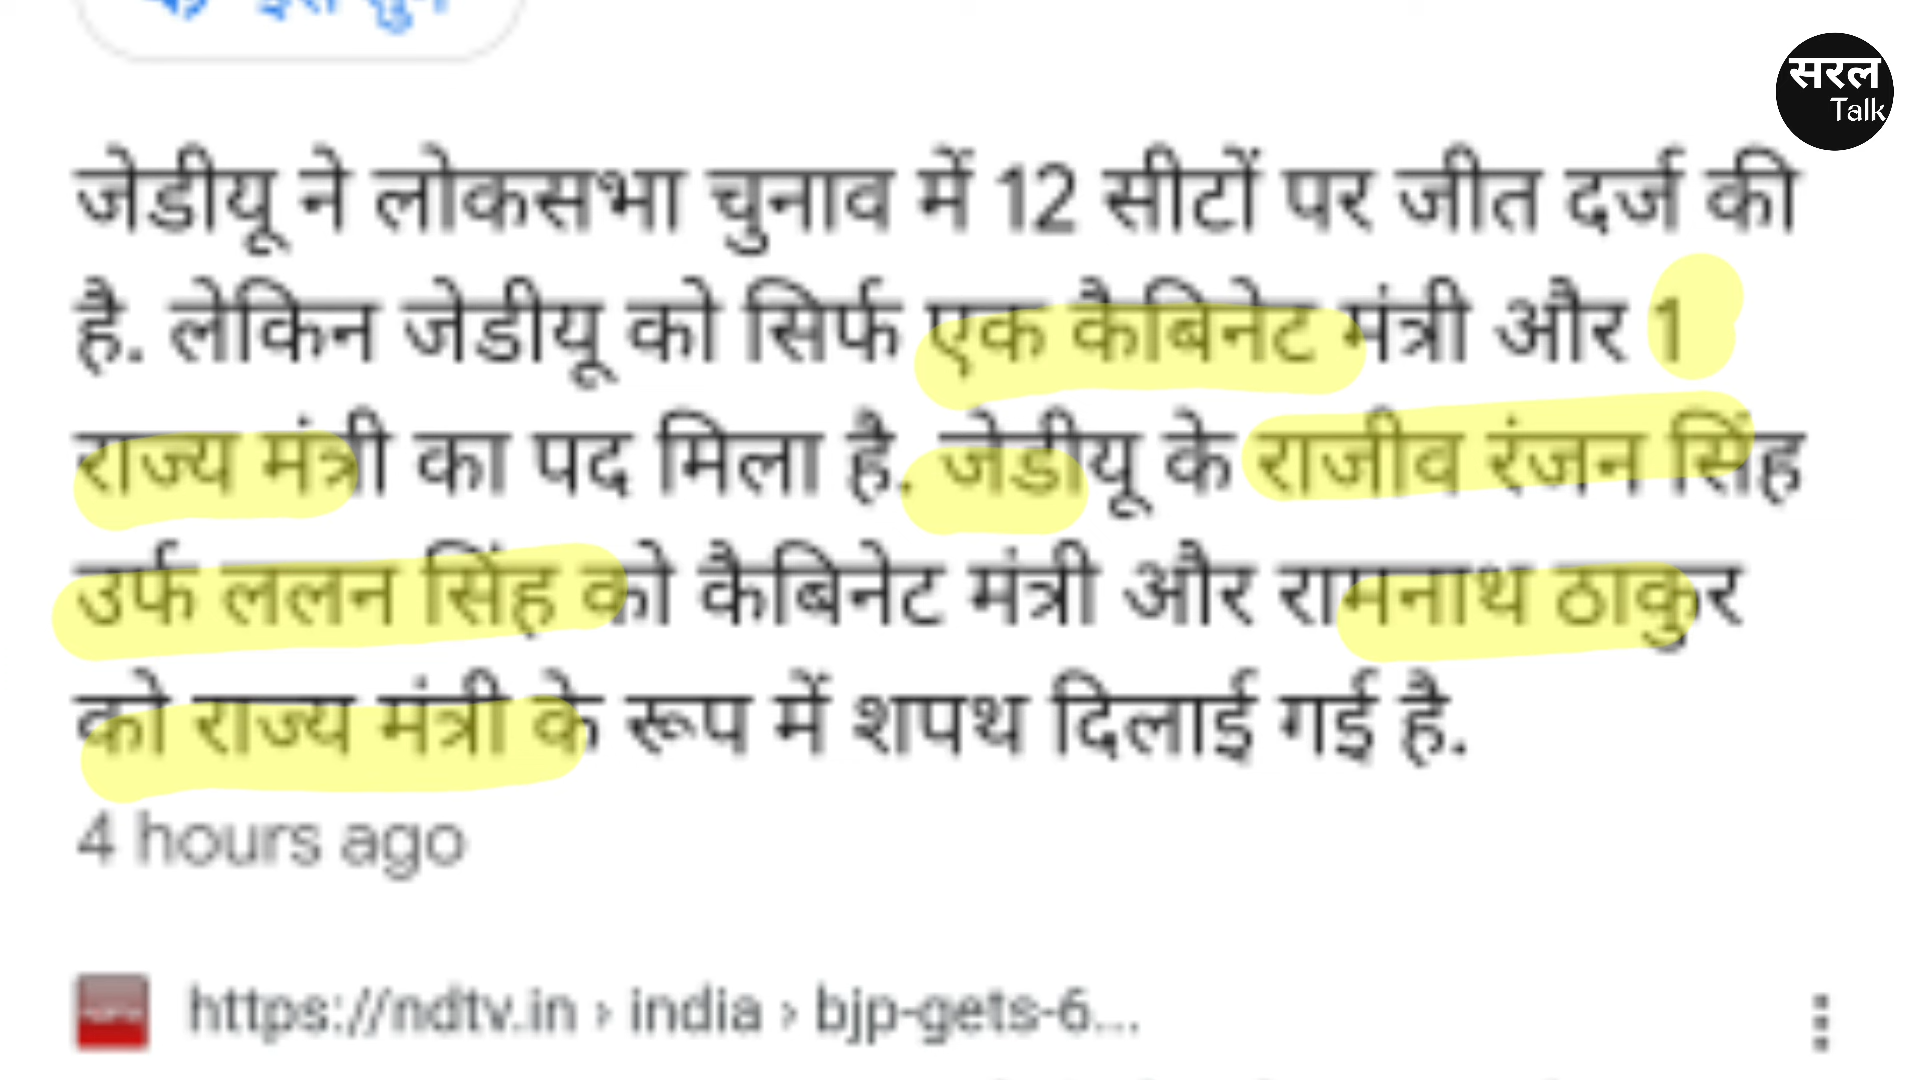 इसे सुनें
सरल
Talk
जेडीयू ने लोकसभा चुनाव में 12 सीटों पर जीत दर्ज की
है. लेकिन जेडीयू को सिर्फ एक कैबिनेट मंत्री और 1
राज्य मंत्री का पद मिला है. जेडीयू के राजीव रंजन सिंह
उर्फ ललन सिंह को कैबिनेट मंत्री और रामनाथ ठाकुर
को राज्य मंत्री के रूप में शपथ दिलाई गई है.
4 hours ago
https://ndtv.in › india › bjp-gets-6...